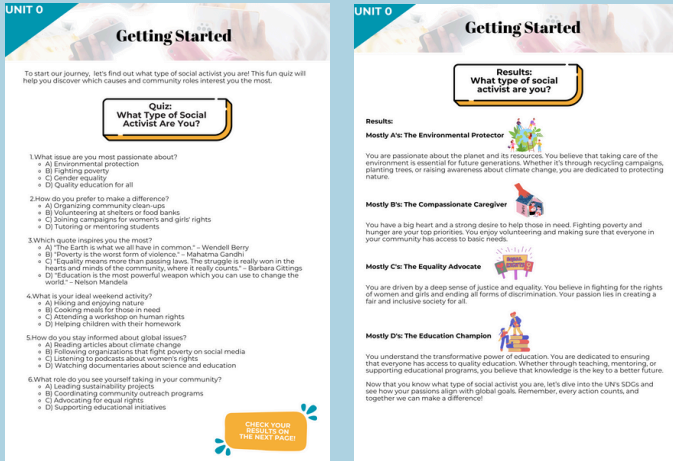 UNIT 0
Getting Started
To start our journey, let's find out what type of social activist you are! This fun quiz will
help you discover which causes and community roles interest you the most.
Quiz:
What Type of Social
Activist Are You?
1.What issue are you most passionate about?
A) Environmental protection
B) Fighting poverty
C) Gender equality
D) Quality education for all
2.How do you prefer to make a difference?
A) Organizing community clean-ups
B) Volunteering at shelters or food banks
C) Joining campaigns for women's and girls' rights
D) Tutoring or mentoring students
3.Which quote inspires you the most?
A) "The Earth is what we all have in common." – Wendell Berry
B) "Poverty is the worst form of violence." – Mahatma Gandhi
C) "Equality means more than passing laws. The struggle is really won in the
hearts and minds of the community, where it really counts." – Barbara Gittings
D) "Education is the most powerful weapon which you can use to change the
world." – Nelson Mandela
4.What is your ideal weekend activity?
A) Hiking and enjoying nature
B) Cooking meals for those in need
C) Attending a workshop on human rights
D) Helping children with their homework
5.How do you stay informed about global issues?
A) Reading articles about climate change
B) Following organizations that fight poverty on social media
C) Listening to podcasts about women's rights
D) Watching documentaries about science and education
6.What role do you see yourself taking in your community?
A) Leading sustainability projects
B) Coordinating community outreach programs
C) Advocating for equal rights
D) Supporting educational initiatives
CHECK YOUR
RESULTS ON
THE NEXT PAGE!
UNIT 0
Getting Started
Results:
What type of social
activist are you?
Results:
Mostly A's: The Environmental Protector
You are passionate about the planet and its resources. You believe that taking care of the
environment is essential for future generations. Whether it's through recycling campaigns,
planting trees, or raising awareness about climate change, you are dedicated to protecting
nature.
Mostly B's: The Compassionate Caregiver
You have a big heart and a strong desire to help those in need. Fighting poverty and
hunger are your top priorities. You enjoy volunteering and making sure that everyone in
your community has access to basic needs.
Mostly C's: The Equality Advocate
You are driven by a deep sense of justice and equality. You believe in fighting for the rights
of women and girls and ending all forms of discrimination. Your passion lies in creating a
fair and inclusive society for all.
Mostly D's: The Education Champion
You understand the transformative power of education. You are dedicated to ensuring
that everyone has access to quality education. Whether through teaching, mentoring, or
supporting educational programs, you believe that knowledge is the key to a better future.
Now that you know what type of social activist you are, let's dive into the UN's SDGs and
see how your passions align with global goals. Remember, every action counts, and
together we can make a difference!